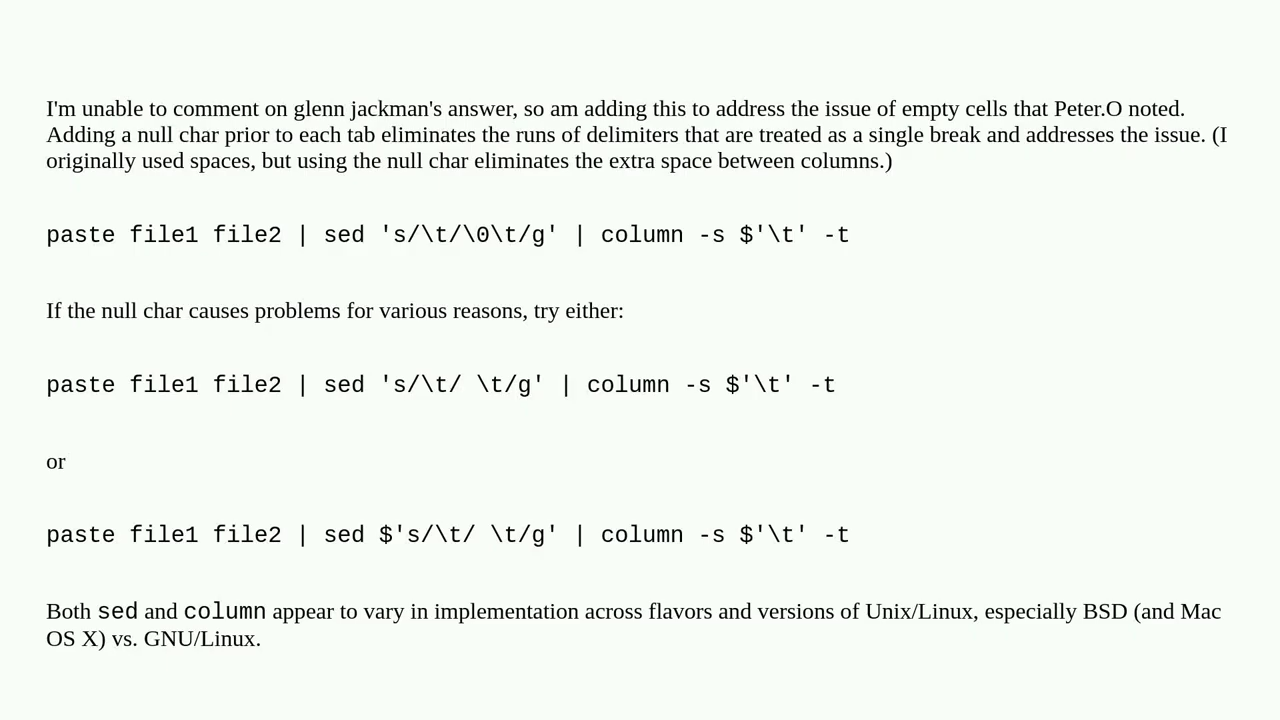 I'm unable to comment on glenn jackman's answer, so am adding this to address the issue of empty cells that Peter.O noted.
Adding a null char prior to each tab eliminates the runs of delimiters that are treated as a single break and addresses the issue. (I
originally used spaces, but using the null char eliminates the extra space between columns.)
paste file1 file2 | sed 's/\t/\0\t/g' | column -s $'\t' -t
If the null char causes problems for various reasons, try either:
paste file1 file2 | sed 's/\t/ \t/g' | column -s $'\t' -t
or
paste file1 file2 | sed $'s/\t/ \t/g' | column -s $'\t' -t
Both sed and column appear to vary in implementation across flavors and versions of Unix/Linux, especially BSD (and Mac
OS X) vs. GNU/Linux.